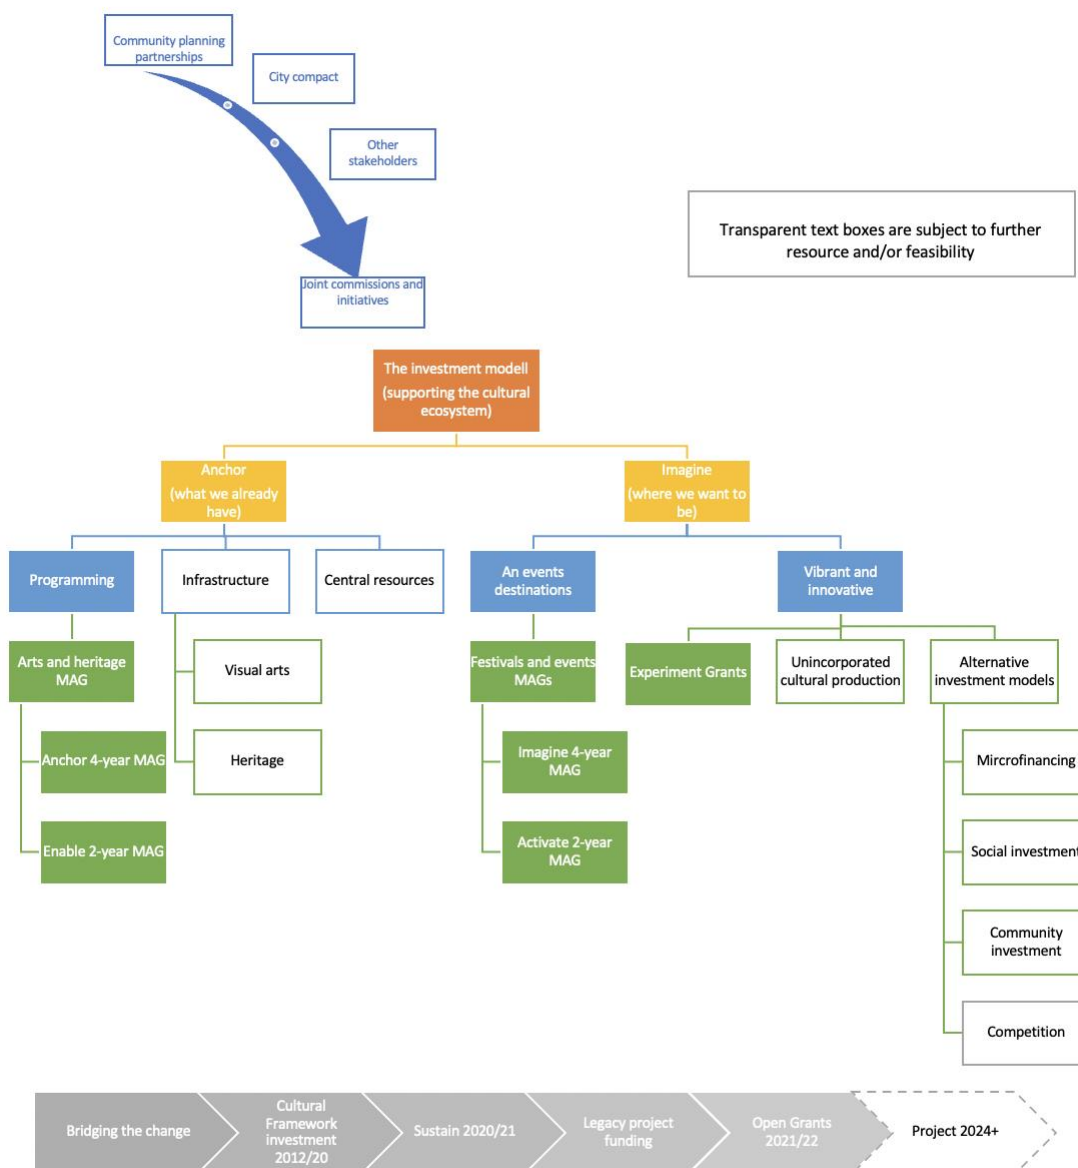 Community planning
partnerships
City compact
Other
stakeholders
Joint commissions and
initiatives
Transparent text boxes are subject to further
resource and/or feasibility
The investment modell
(supporting the cultural
ecosystem)
Anchor
(what we already
have)
Imagine
(where we want to
be)
Programming
Infrastructure
Central resources
An events
destinations
Vibrant and
innovative
Arts and heritage
MAG
Visual arts
Festivals and events
MAGs
Experiment Grants
Unincorporated
cultural production
Alternative
investment models
Anchor 4-year MAG
Heritage
Imagine 4-year
MAG
Mircrofinancing
Enable 2-year MAG
Activate 2-year
MAG
Social investment
Community
investment
Competition
Bridging the change
Cultural
Framework
investment
2012/20
Sustain 2020/21
Legacy project
funding
Open Grants
2021/22
Project 2024+